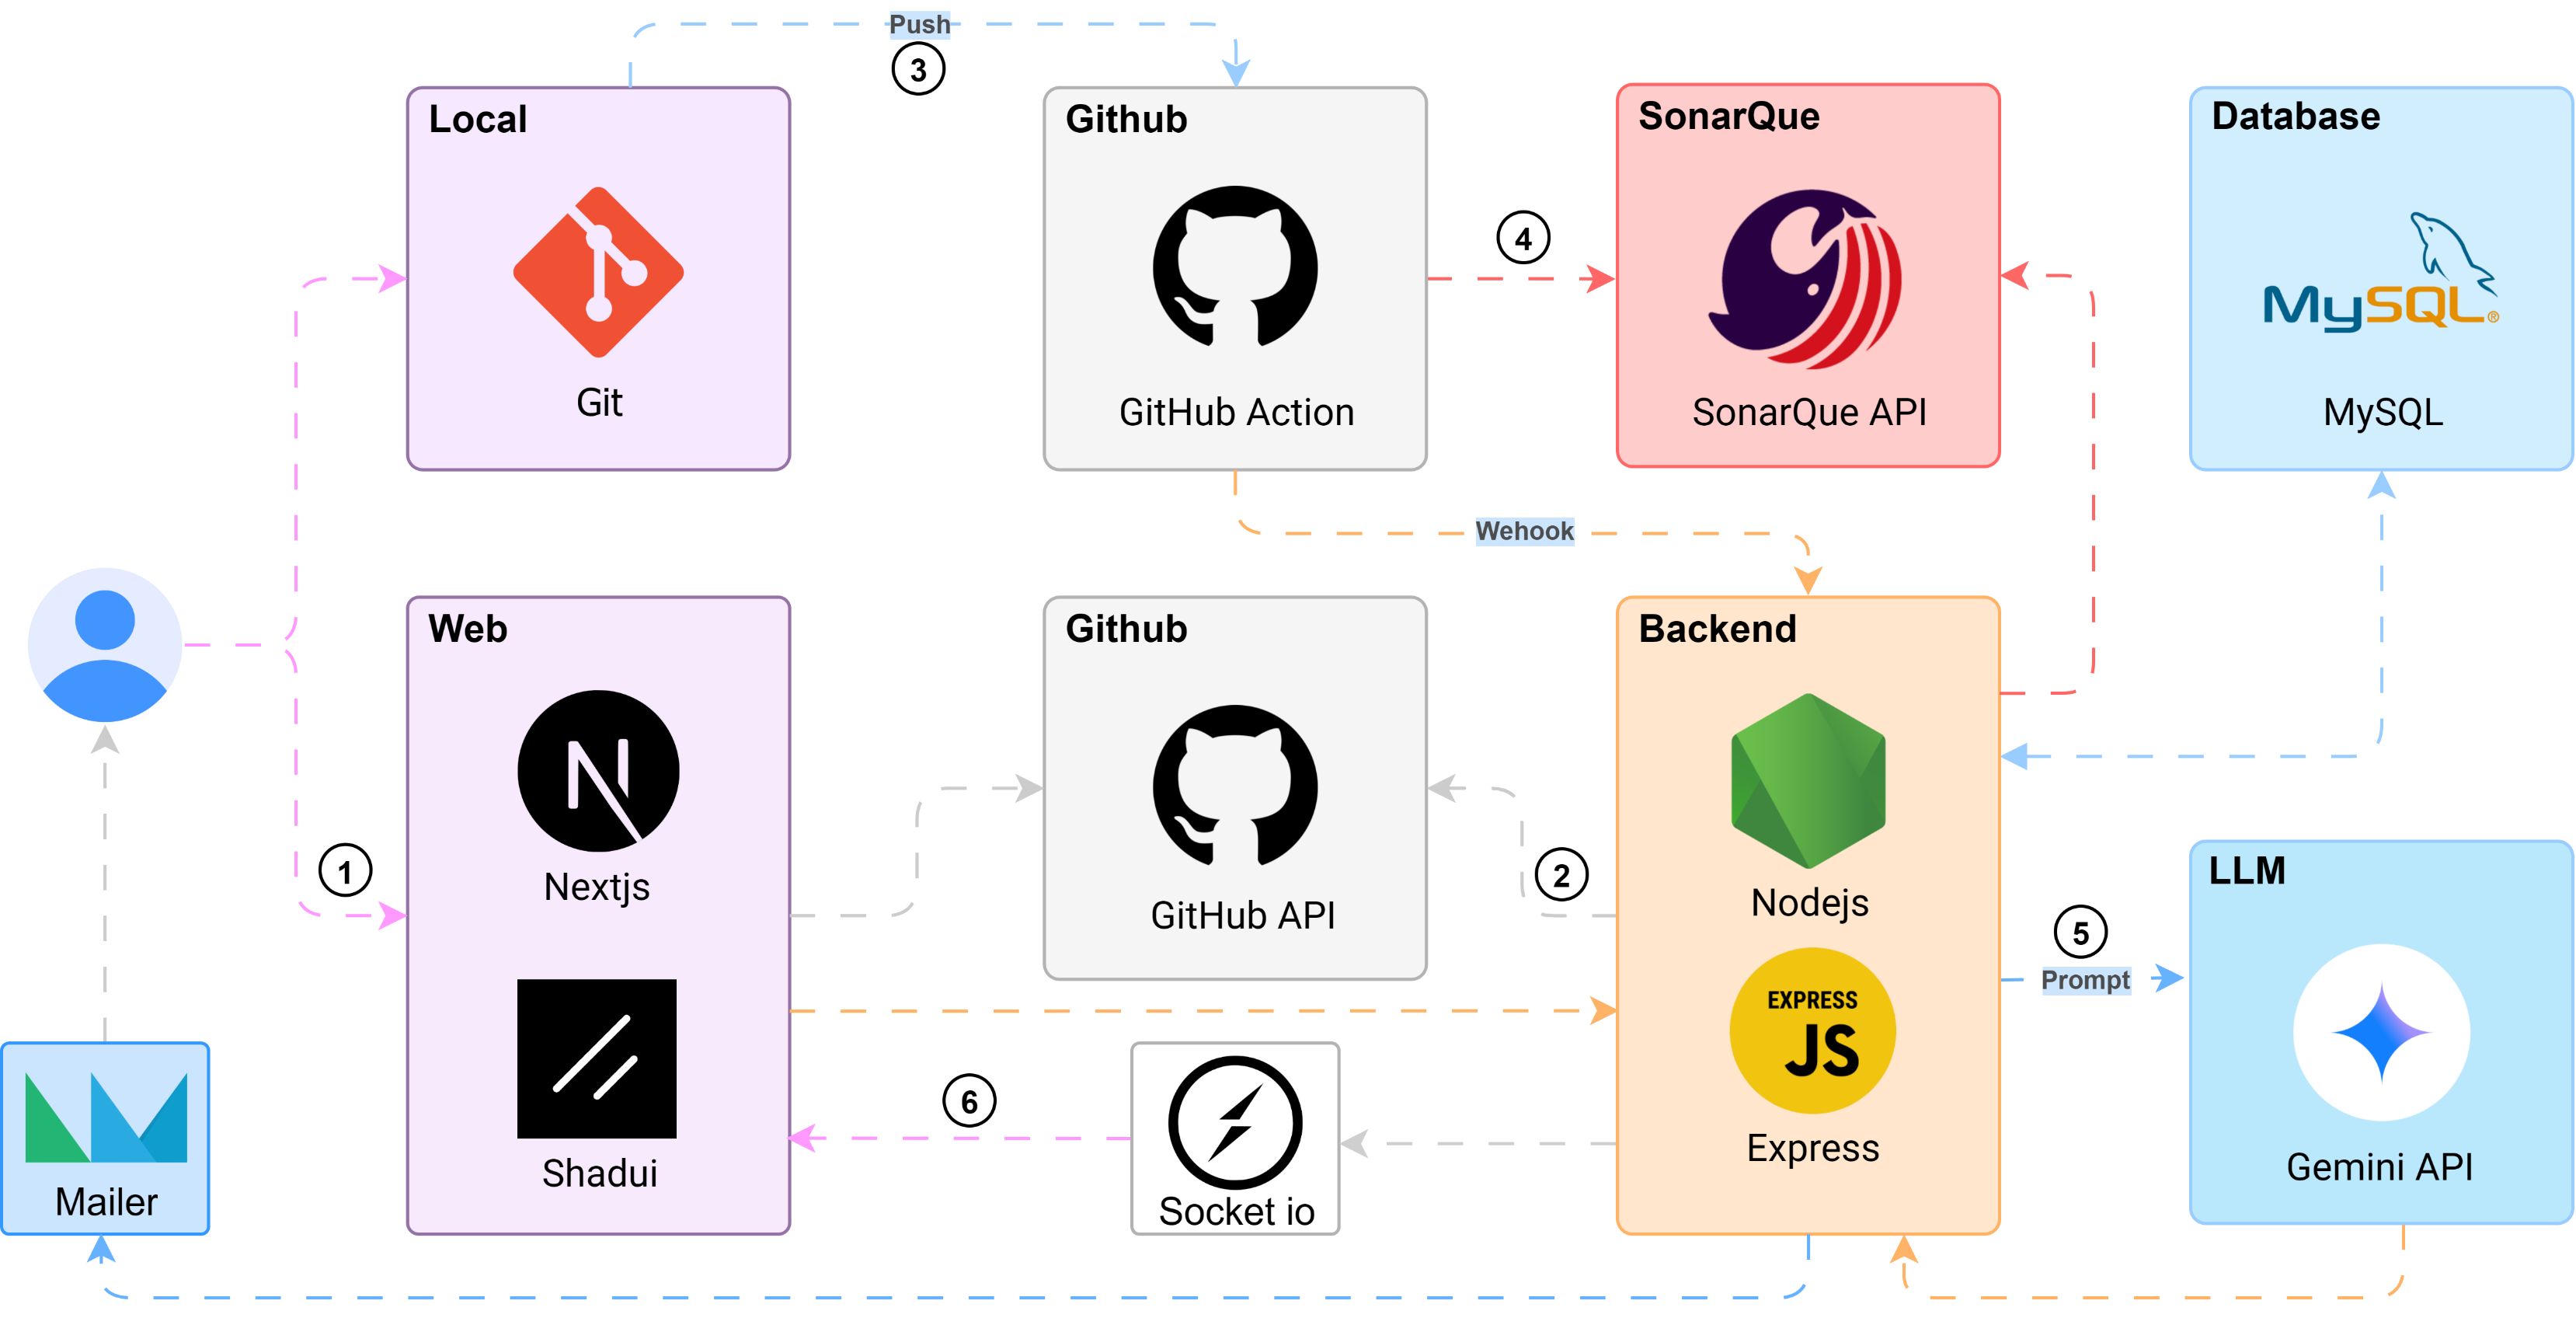 Push
3
Local
Git
Github
GitHub Action
4
SonarQue
SonarQue API
Database
MySQL®
MySQL
Wehook
1
Web
N
Nextjs
Shadui
Github
GitHub API
2
Backend
Nodejs
EXPRESS
JS
Express
5
Prompt
LLM
Gemini API
6
Socket io
Mailer